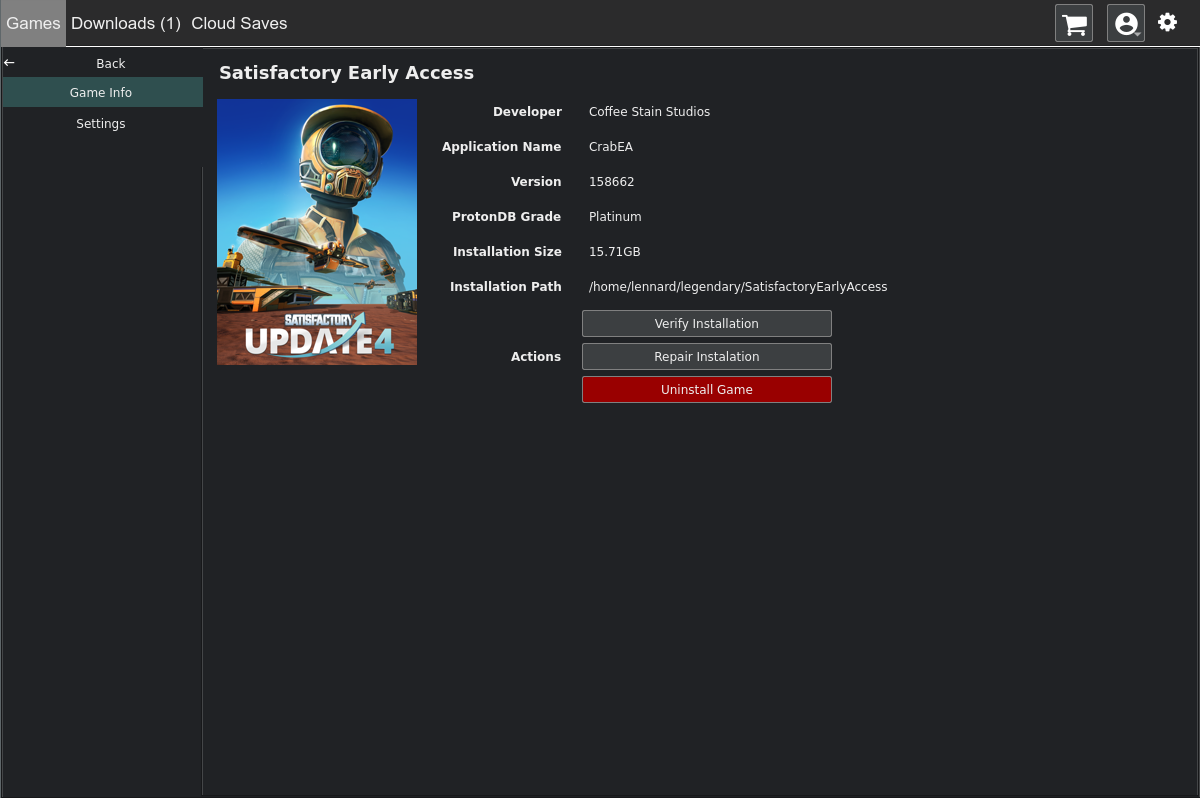 Games Downloads (1) Cloud Saves
Back
Game Info
Settings
Satisfactory Early Access
SATISFACTORY
UPDATE 4
Developer Coffee Stain Studios
Application Name CrabEA
Version 158662
ProtonDB Grade Platinum
Installation Size 15.71GB
Installation Path /home/lennard/legendary/SatisfactoryEarlyAccess
Actions
Verify Installation
Repair Instalation
Uninstall Game